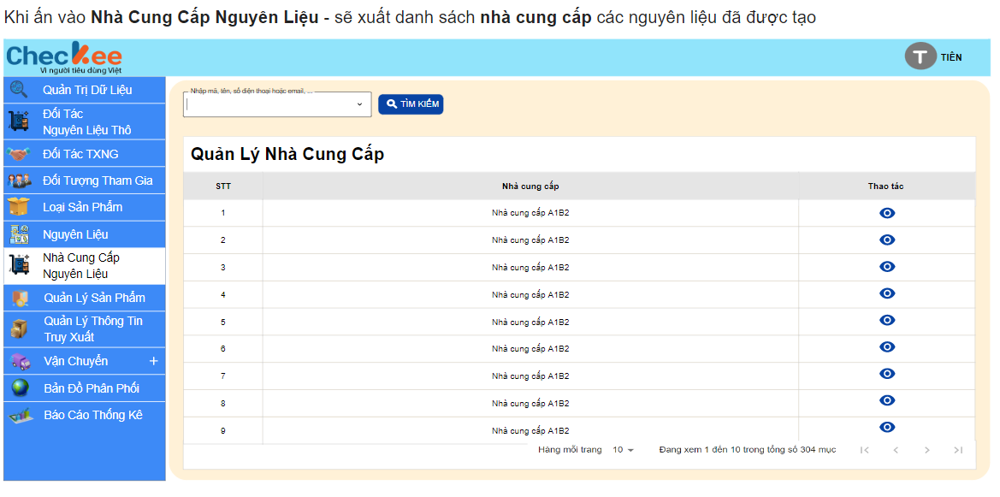 Khi ấn vào Nhà Cung Cấp Nguyên Liệu - sẽ xuất danh sách nhà cung cấp các nguyên liệu đã được tạo
Checkee
Vì người tiêu dùng Việt
T
TIÊN
Quản Trị Dữ Liệu
Đối Tác
Nguyên Liệu Thô
Đối Tác TXNG
Đối Tượng Tham Gia
Loại Sản Phẩm
Nguyên Liệu
Nhà Cung Cấp
Nguyên Liệu
Quản Lý Sản Phẩm
Quản Lý Thông Tin
Truy Xuất
Vận Chuyển +
Bản Đồ Phân Phối
Báo Cáo Thống Kê
Nhập mã, tên, số điện thoại hoặc email, ...
TÌM KIẾM
Quản Lý Nhà Cung Cấp
STT Nhà cung cấp Thao tác
1 Nhà cung cấp A1B2
2 Nhà cung cấp A1B2
3 Nhà cung cấp A1B2
4 Nhà cung cấp A1B2
5 Nhà cung cấp A1B2
6 Nhà cung cấp A1B2
7 Nhà cung cấp A1B2
8 Nhà cung cấp A1B2
9 Nhà cung cấp A1B2
Hàng mỗi trang 10 Đang xem 1 đến 10 trong tổng số 304 mục